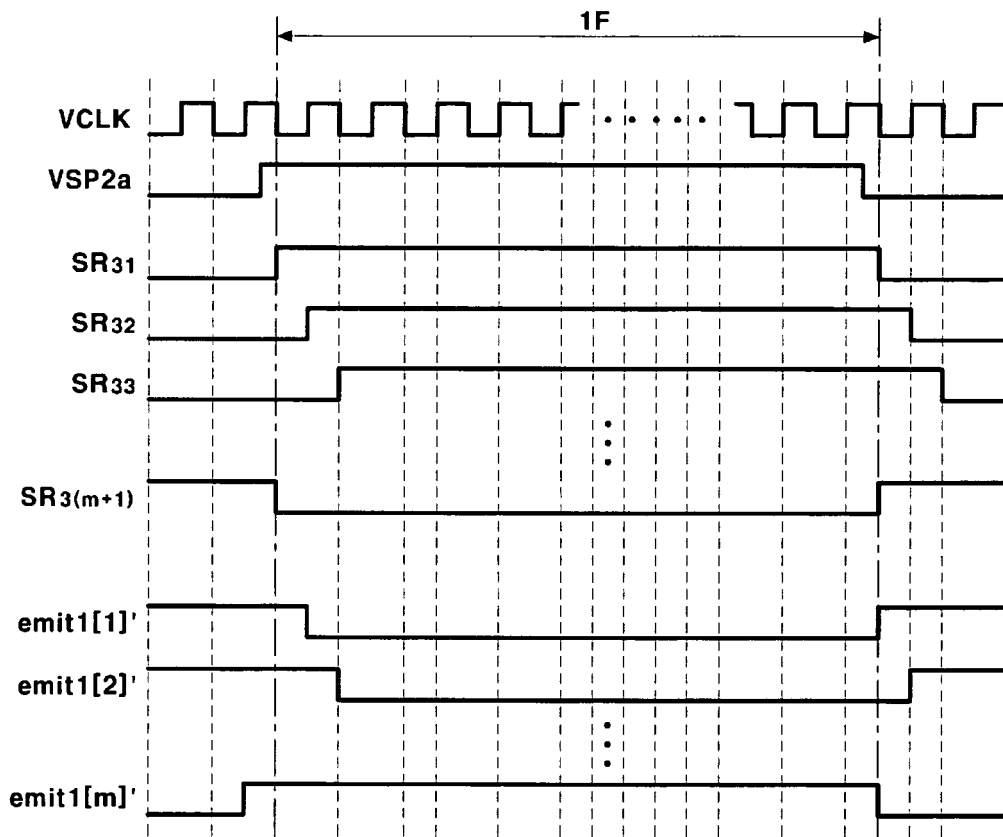 1F
VCLK
VSP2a
SR31
SR32
SR33
SR3(m+1)
emit1[1]'
emit1[2]'
emit1[m]'